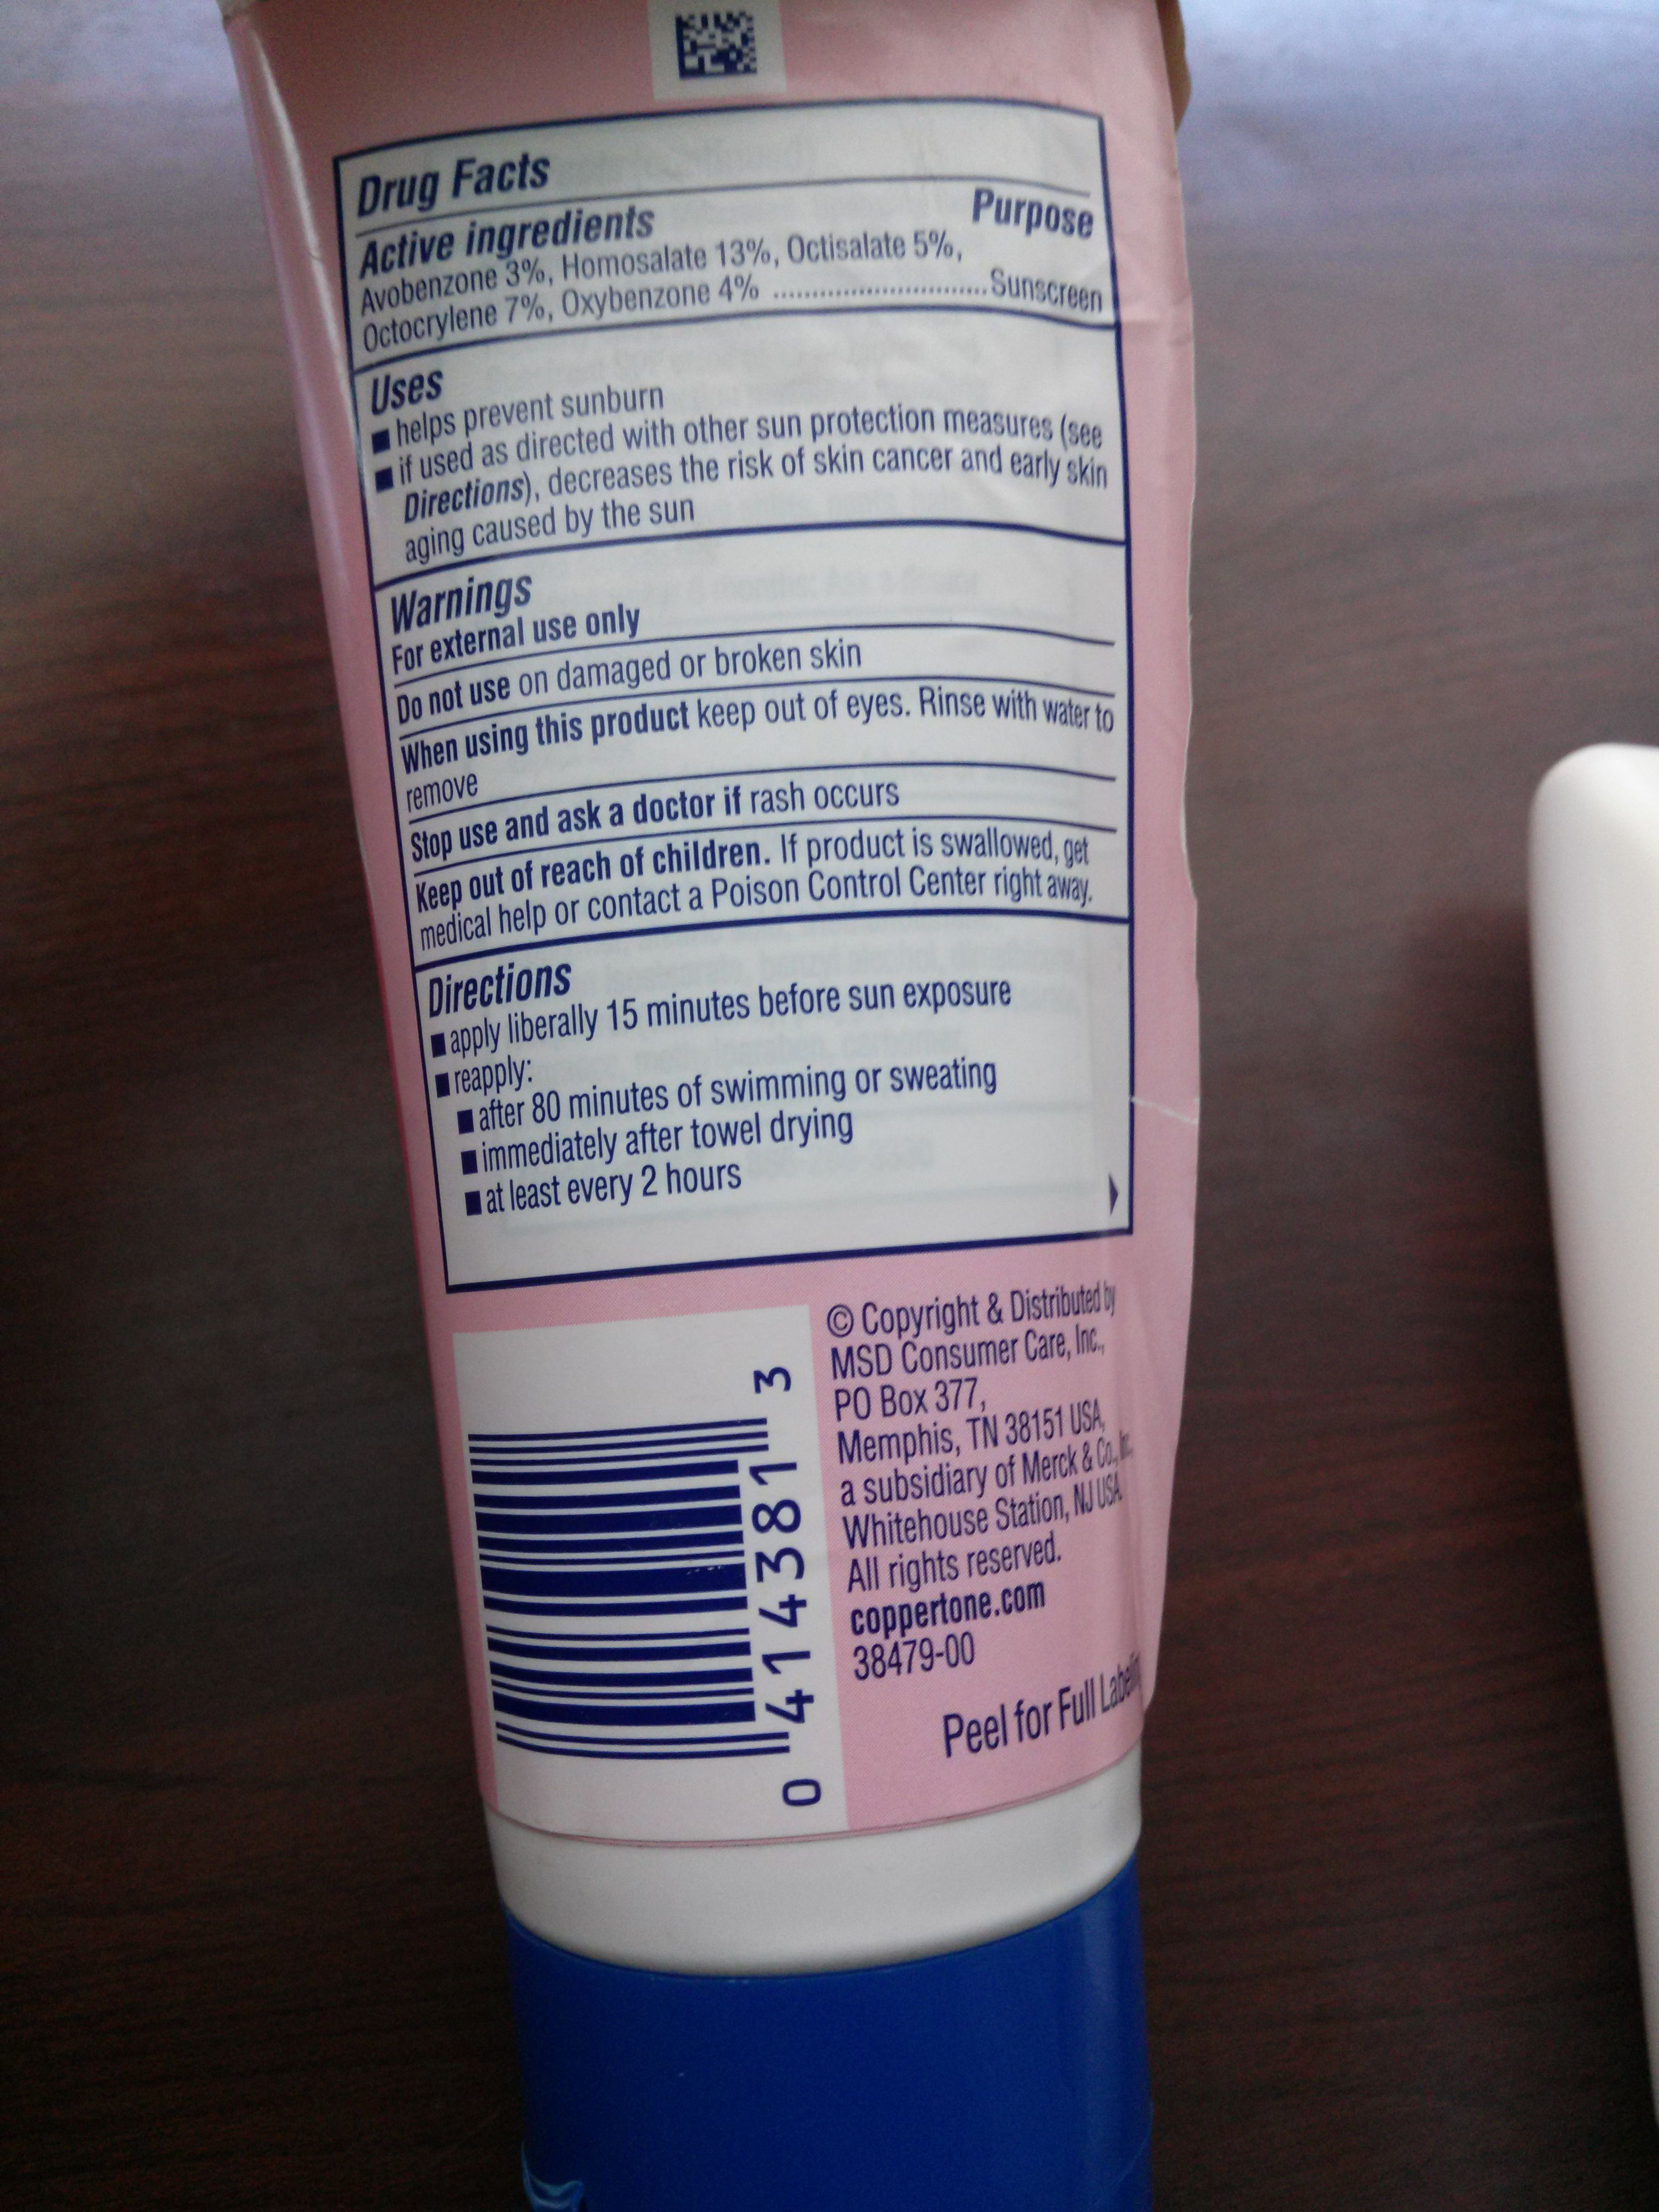 Drug Facts
Active ingredients Purpose
Avobenzone 3%, Homosalate 13%, Octisalate 5%,
Octocrylene 7%, Oxybenzone 4% ............................ Sunscreen
Uses
■ helps prevent sunburn
■ if used as directed with other sun protection measures (see
Directions), decreases the risk of skin cancer and early skin
aging caused by the sun
Warnings
For external use only
Do not use on damaged or broken skin
When using this product keep out of eyes. Rinse with water to
remove
Stop use and ask a doctor if rash occurs
Keep out of reach of children. If product is swallowed, get
medical help or contact a Poison Control Center right away.
Directions
■ apply liberally 15 minutes before sun exposure
■ reapply:
■ after 80 minutes of swimming or sweating
■ immediately after towel drying
■ at least every 2 hours
0 4143813
© Copyright & Distributed by
MSD Consumer Care, Inc.,
PO Box 377,
Memphis, TN 38151 USA,
a subsidiary of Merck & Co., Inc.
Whitehouse Station, NJ USA
All rights reserved.
coppertone.com
38479-00
Peel for Full